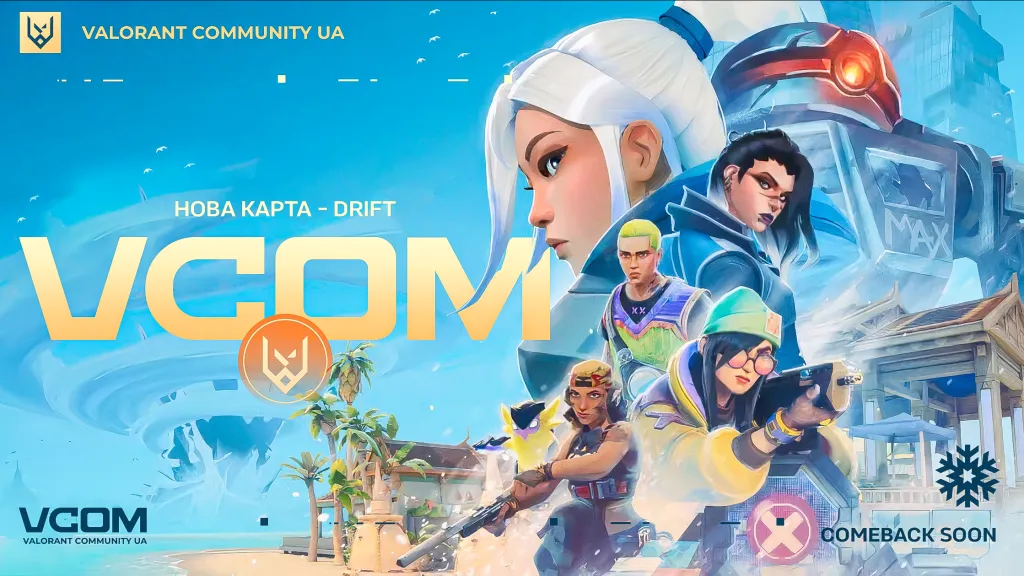 VALORANT COMMUNITY UA
НОВА КАРТА - DRIFT
VCOM
MAX
VCOM
VALORANT COMMUNITY UA
COMEBACK SOON